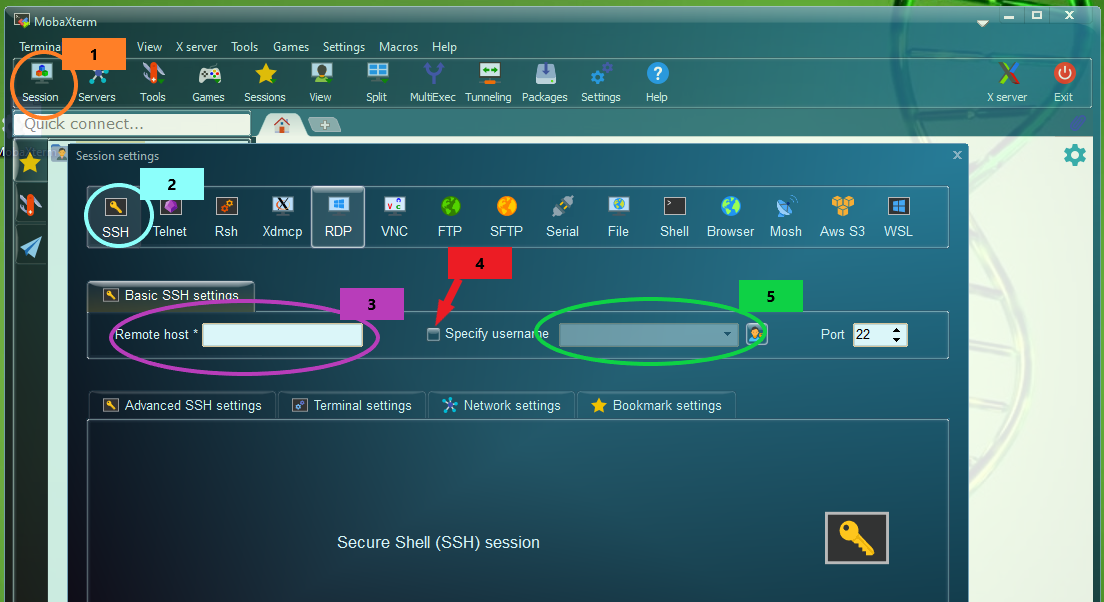 MobaXterm
Termina View X server Tools Games Settings Macros Help
1
Session Servers Tools Games Sessions View Split MultiExec Tunneling Packages Settings Help X server Exit
Quick connect...
Session settings
2
SSH Telnet Rsh Xdmcp RDP VNC FTP SFTP Serial File Shell Browser Mosh Aws S3 WSL
4
5
Basic SSH settings
3
Remote host * Specify username Port 22
Advanced SSH settings Terminal settings Network settings Bookmark settings
Secure Shell (SSH) session